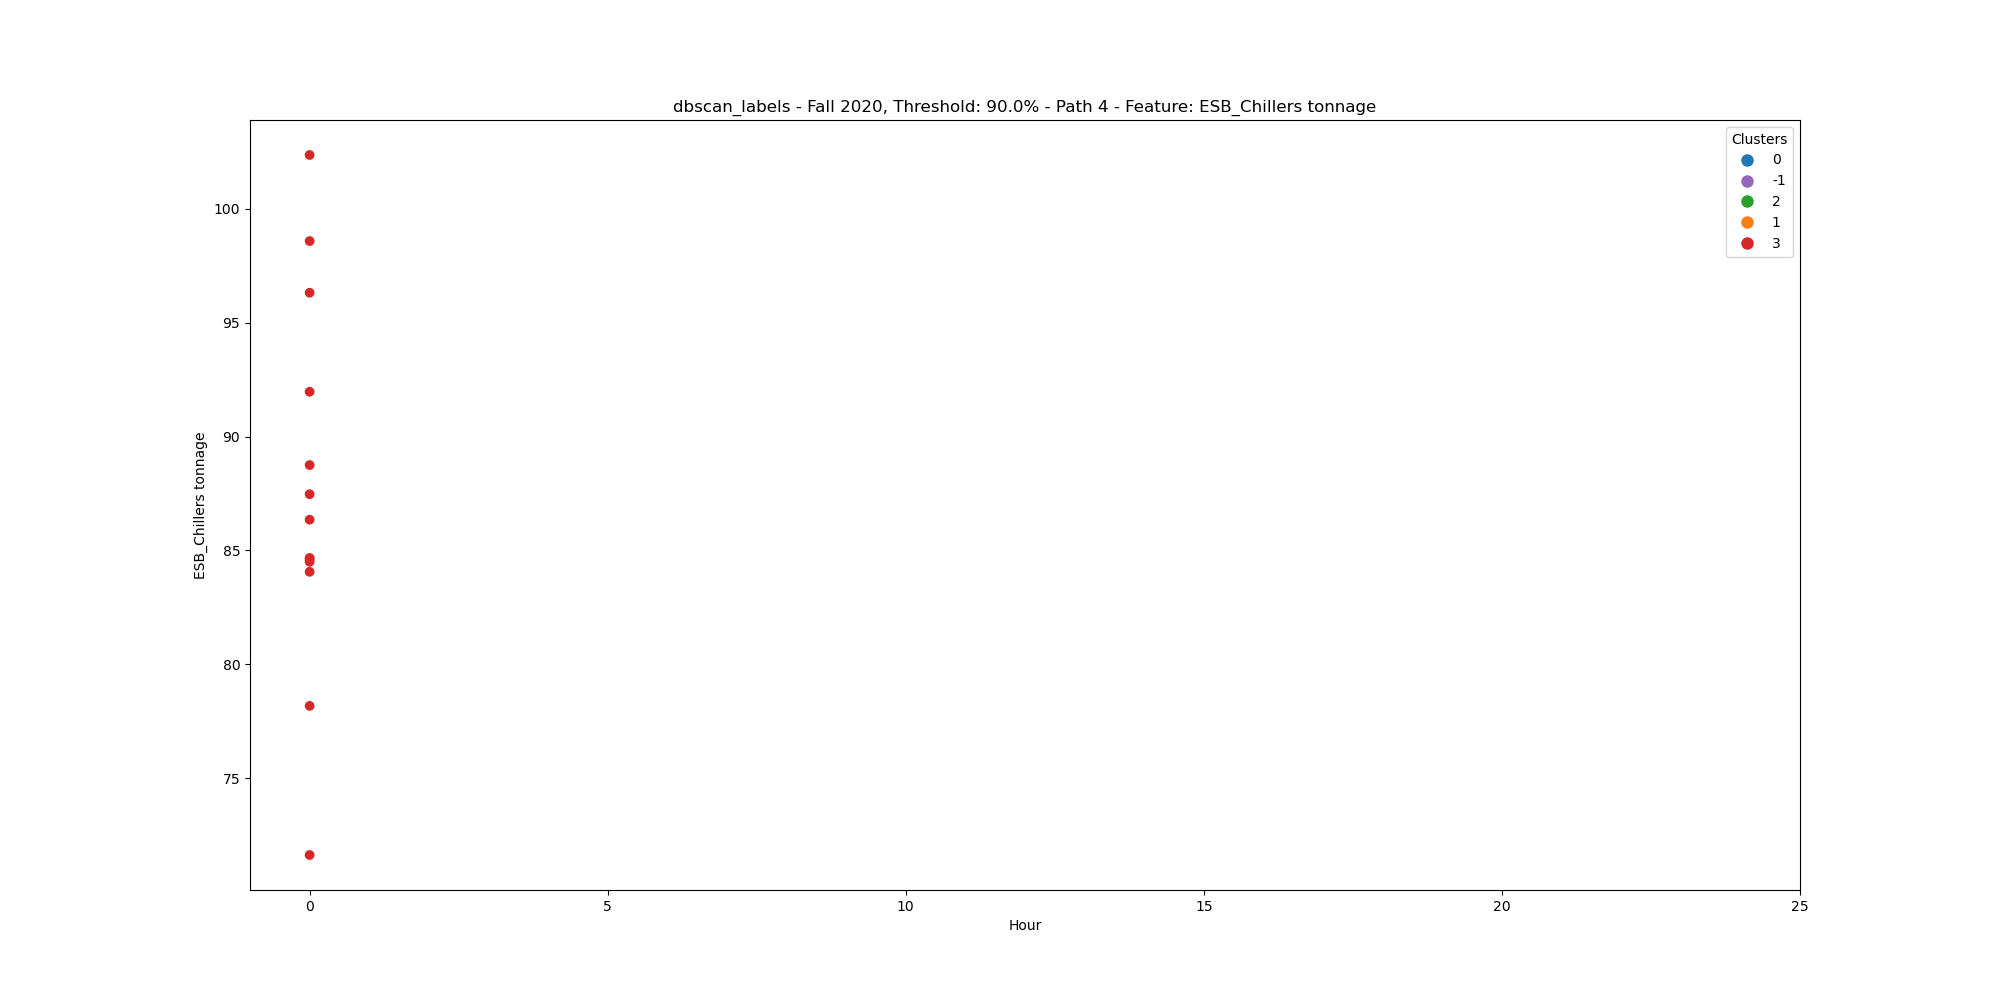 dbscan_labels - Fall 2020, Threshold: 90.0% - Path 4 - Feature: ESB_Chillers tonnage
Clusters
0
-1
2
1
3
100
95
90
85
80
75
ESB_Chillers tonnage
0 5 10 15 20 25
Hour